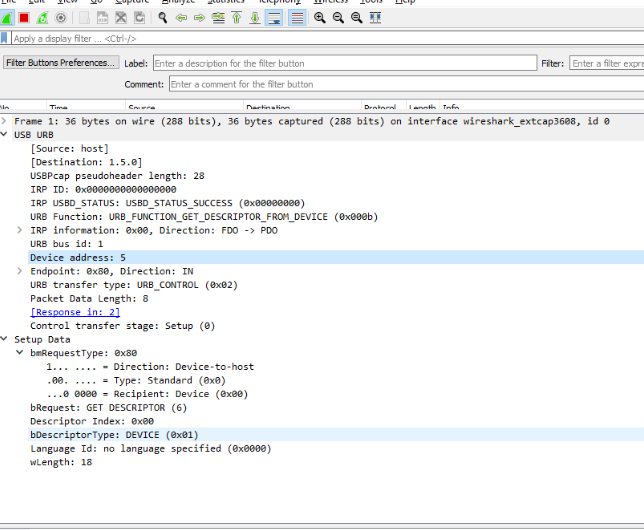 File Edit View Go Capture Analyze Statistics Telephony Wireless Tools Help
Apply a display filter ... <Ctrl-/>
Filter Buttons Preferences... Label: Enter a description for the filter button Filter: Enter a filter expre
Comment: Enter a comment for the filter button
No. Time Source Destination Protocol Length Info
Frame 1: 36 bytes on wire (288 bits), 36 bytes captured (288 bits) on interface wireshark_extcap3608, id 0
USB URB
[Source: host]
[Destination: 1.5.0]
USBPcap pseudoheader length: 28
IRP ID: 0x0000000000000000
IRP USBD_STATUS: USBD_STATUS_SUCCESS (0x00000000)
URB Function: URB_FUNCTION_GET_DESCRIPTOR_FROM_DEVICE (0x000b)
IRP information: 0x00, Direction: FDO -> PDO
URB bus id: 1
Device address: 5
Endpoint: 0x80, Direction: IN
URB transfer type: URB_CONTROL (0x02)
Packet Data Length: 8
[Response in: 2]
Control transfer stage: Setup (0)
Setup Data
bmRequestType: 0x80
1... .... = Direction: Device-to-host
.00. .... = Type: Standard (0x0)
...0 0000 = Recipient: Device (0x00)
bRequest: GET DESCRIPTOR (6)
Descriptor Index: 0x00
bDescriptorType: DEVICE (0x01)
Language Id: no language specified (0x0000)
wLength: 18